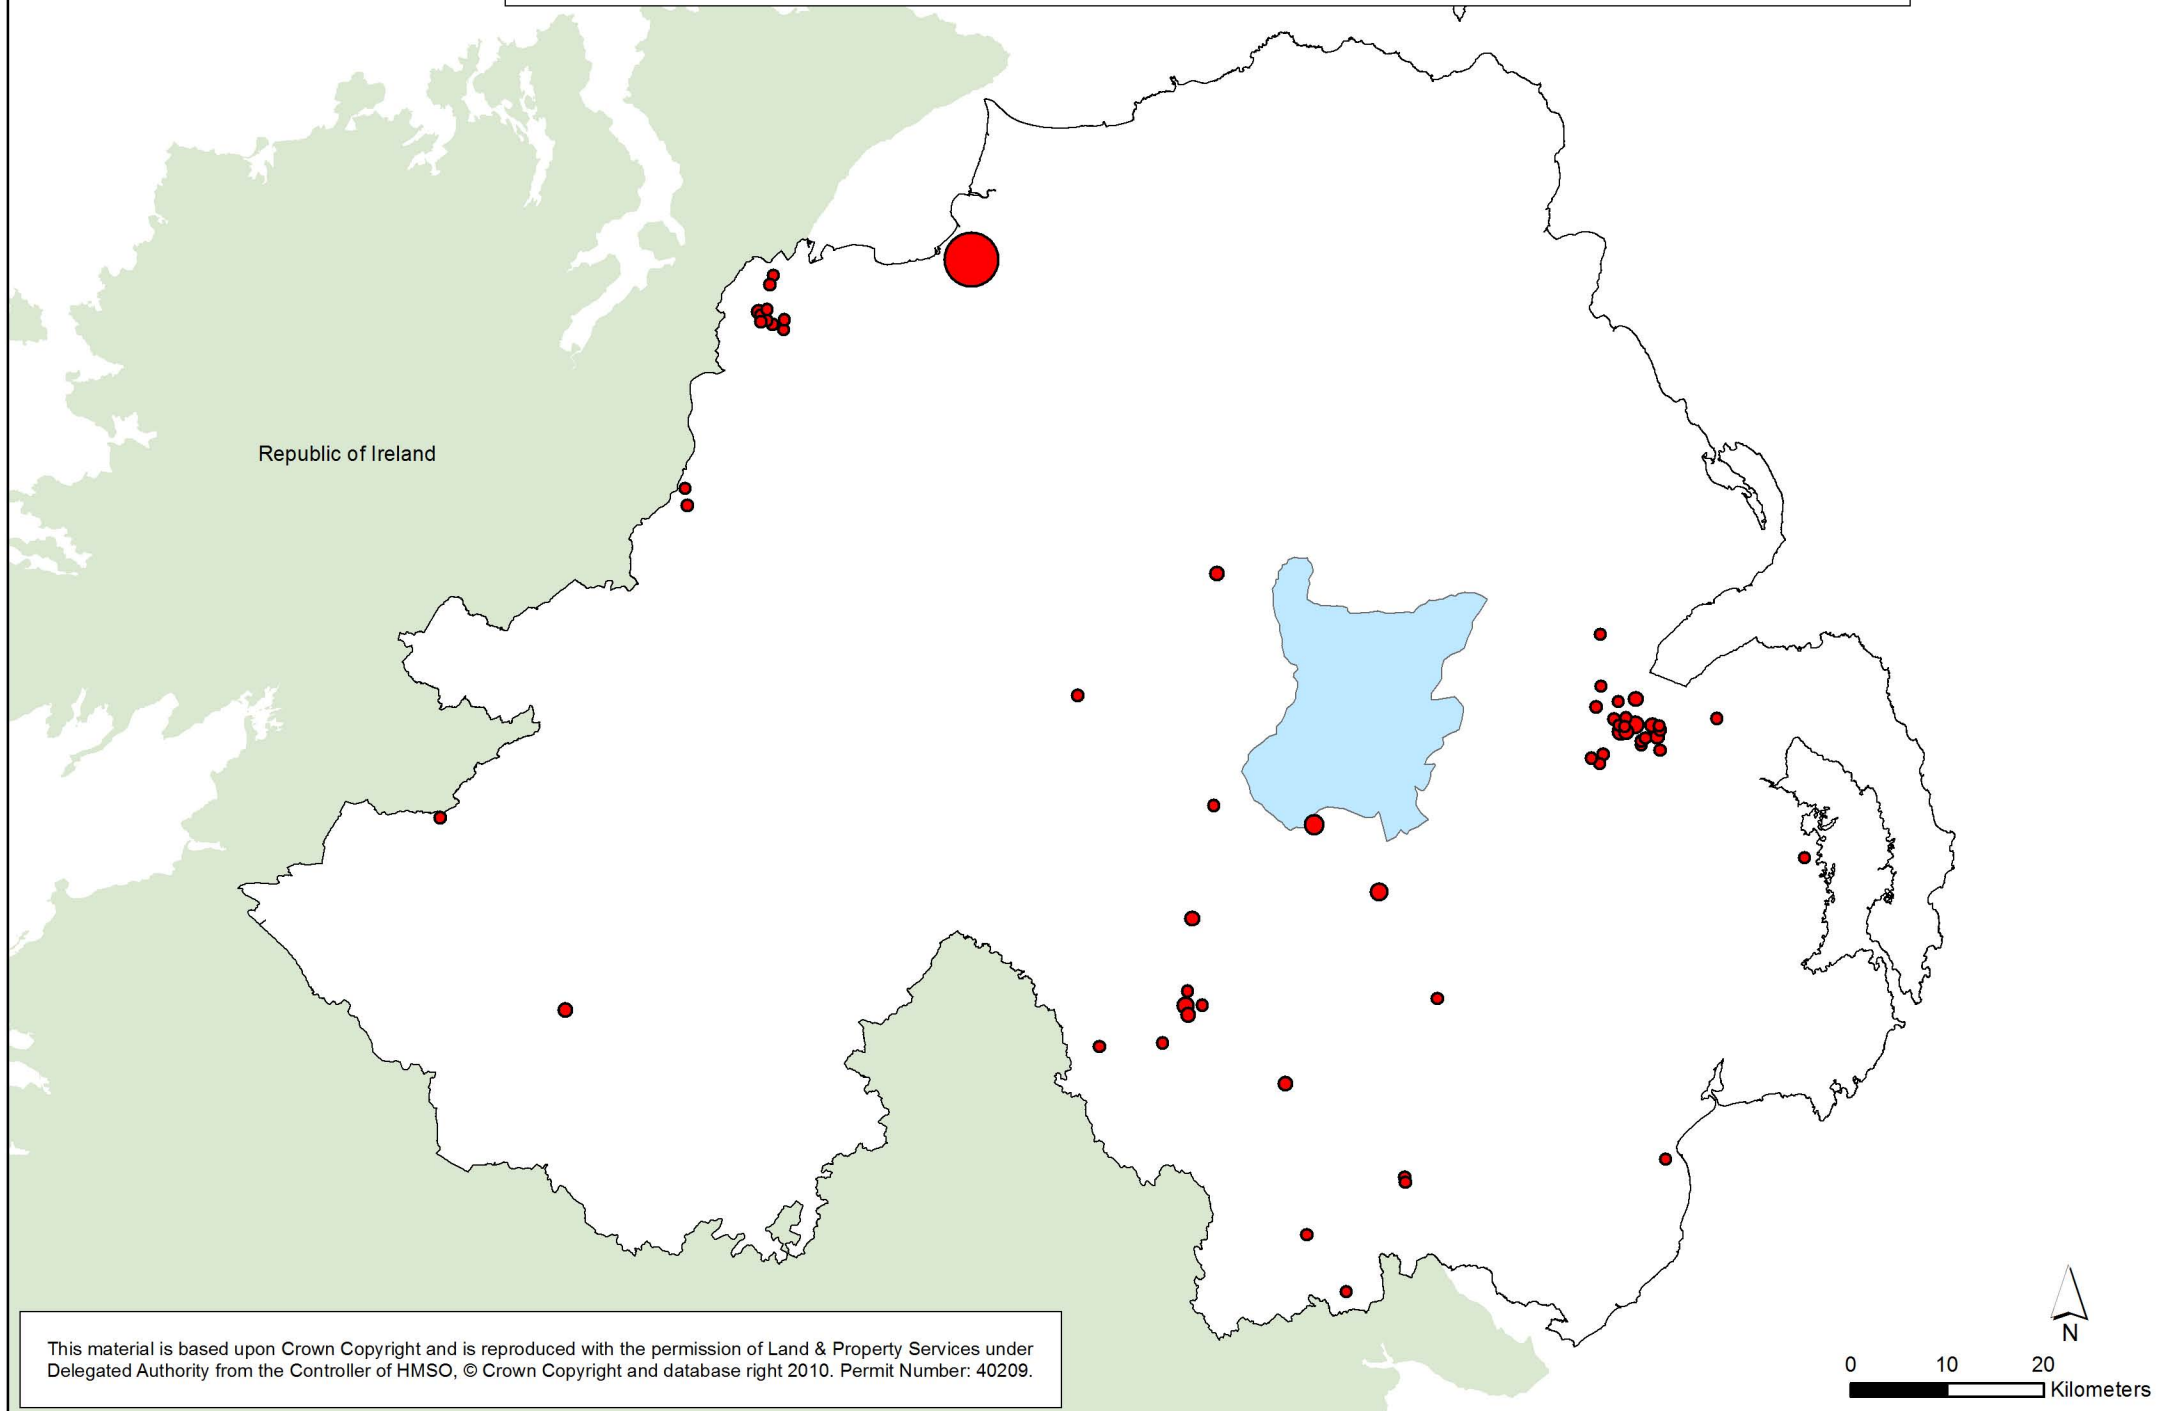 Republic of Ireland
This material is based upon Crown Copyright and is reproduced with the permission of Land & Property Services under
Delegated Authority from the Controller of HMSO, © Crown Copyright and database right 2010. Permit Number: 40209.
N
0 10 20
Kilometers